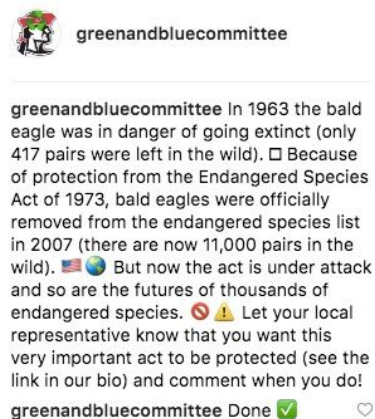 greenandbluecommittee
greenandbluecommittee In 1963 the bald
eagle was in danger of going extinct (only
417 pairs were left in the wild). □ Because
of protection from the Endangered Species
Act of 1973, bald eagles were officially
removed from the endangered species list
in 2007 (there are now 11,000 pairs in the
wild). 🇺🇸 🌎 But now the act is under attack
and so are the futures of thousands of
endangered species. 🚫 ⚠️ Let your local
representative know that you want this
very important act to be protected (see the
link in our bio) and comment when you do!
greenandbluecommittee Done ✅